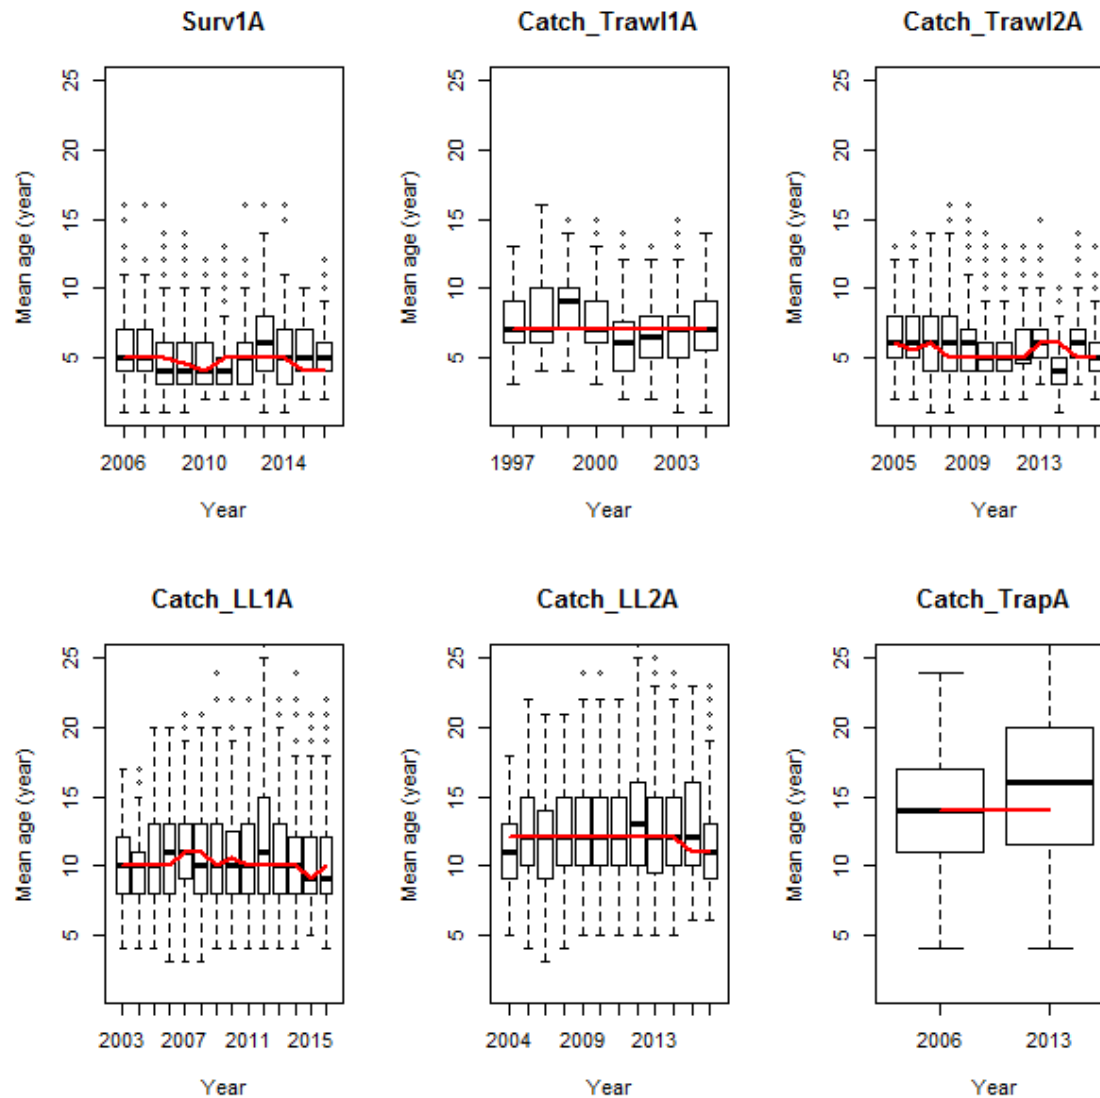 Surv1A Catch_Trawl1A Catch_Trawl2A
Mean age (year) Mean age (year) Mean age (year)
25 25 25
20 20 20
15 15 15
10 10 10
5 5 5
2006 2010 2014 1997 2000 2003 2005 2009 2013
Year Year Year
Catch_LL1A Catch_LL2A Catch_TrapA
Mean age (year) Mean age (year) Mean age (year)
25 25 25
20 20 20
15 15 15
10 10 10
5 5 5
2003 2007 2011 2015 2004 2009 2013 2006 2013
Year Year Year